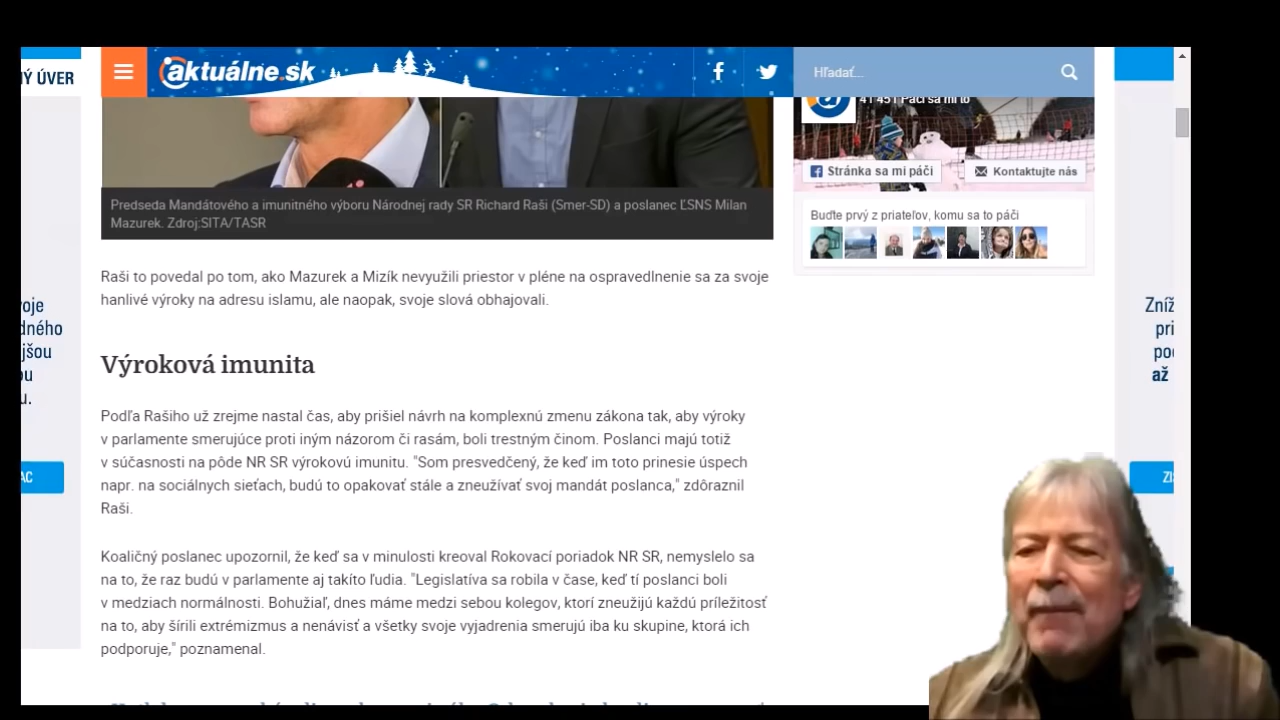 Ý ÚVER
aktuálne.sk
Hľadať...
41 451 Páči sa mi to
Stránka sa mi páči
Kontaktujte nás
Buďte prvý z priateľov, komu sa to páči
Predseda Mandátového a imunitného výboru Národnej rady SR Richard Raši (Smer-SD) a poslanec ĽSNS Milan
Mazurek. Zdroj:SITA/TASR
Raši to povedal po tom, ako Mazurek a Mizík nevyužili priestor v pléne na ospravedlnenie sa za svoje
hanlivé výroky na adresu islamu, ale naopak, svoje slová obhajovali.
Výroková imunita
Podľa Rašiho už zrejme nastal čas, aby prišiel návrh na komplexnú zmenu zákona tak, aby výroky
v parlamente smerujúce proti iným názorom či rasám, boli trestným činom. Poslanci majú totiž
v súčasnosti na pôde NR SR výrokovú imunitu. "Som presvedčený, že keď im toto prinesie úspech
napr. na sociálnych sieťach, budú to opakovať stále a zneužívať svoj mandát poslanca," zdôraznil
Raši.
Koaličný poslanec upozornil, že keď sa v minulosti kreoval Rokovací poriadok NR SR, nemyslelo sa
na to, že raz budú v parlamente aj takíto ľudia. "Legislatíva sa robila v čase, keď tí poslanci boli
v medziach normálnosti. Bohužiaľ, dnes máme medzi sebou kolegov, ktorí zneužijú každú príležitosť
na to, aby šírili extrémizmus a nenávisť a všetky svoje vyjadrenia smerujú iba ku skupine, ktorá ich
podporuje," poznamenal.
voje
dného
jšou
ou
u.
AC
Zníž
pri
poc
až
ZIS